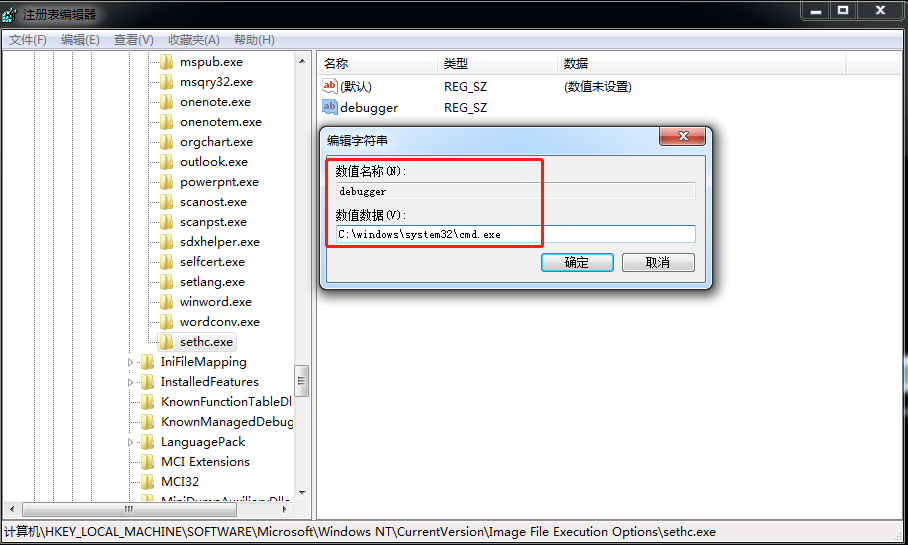 注册表编辑器
文件(F) 编辑(E) 查看(V) 收藏夹(A) 帮助(H)
mspub.exe
msqry32.exe
onenote.exe
onenotem.exe
orgchart.exe
outlook.exe
powerpnt.exe
scanost.exe
scanpst.exe
sdxhelper.exe
selfcert.exe
setlang.exe
winword.exe
wordconv.exe
sethc.exe
IniFileMapping
InstalledFeatures
KnownFunctionTableDl
KnownManagedDebug
LanguagePack
MCI Extensions
MCI32
MiniDumpAuxiliaryDlls
名称 类型 数据
ab (默认) REG_SZ (数值未设置)
ab debugger REG_SZ
编辑字符串
数值名称(N):
debugger
数值数据(V):
C:\windows\system32\cmd.exe
确定 取消
计算机\HKEY_LOCAL_MACHINE\SOFTWARE\Microsoft\Windows NT\CurrentVersion\Image File Execution Options\sethc.exe